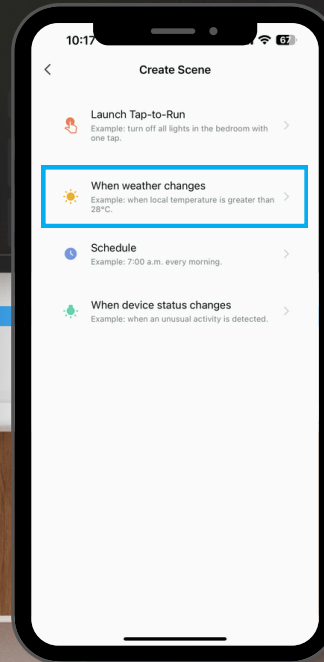 10:17
67
Create Scene
Launch Tap-to-Run
Example: turn off all lights in the bedroom with
one tap.
When weather changes
Example: when local temperature is greater than
28°C.
Schedule
Example: 7:00 a.m. every morning.
When device status changes
Example: when an unusual activity is detected.